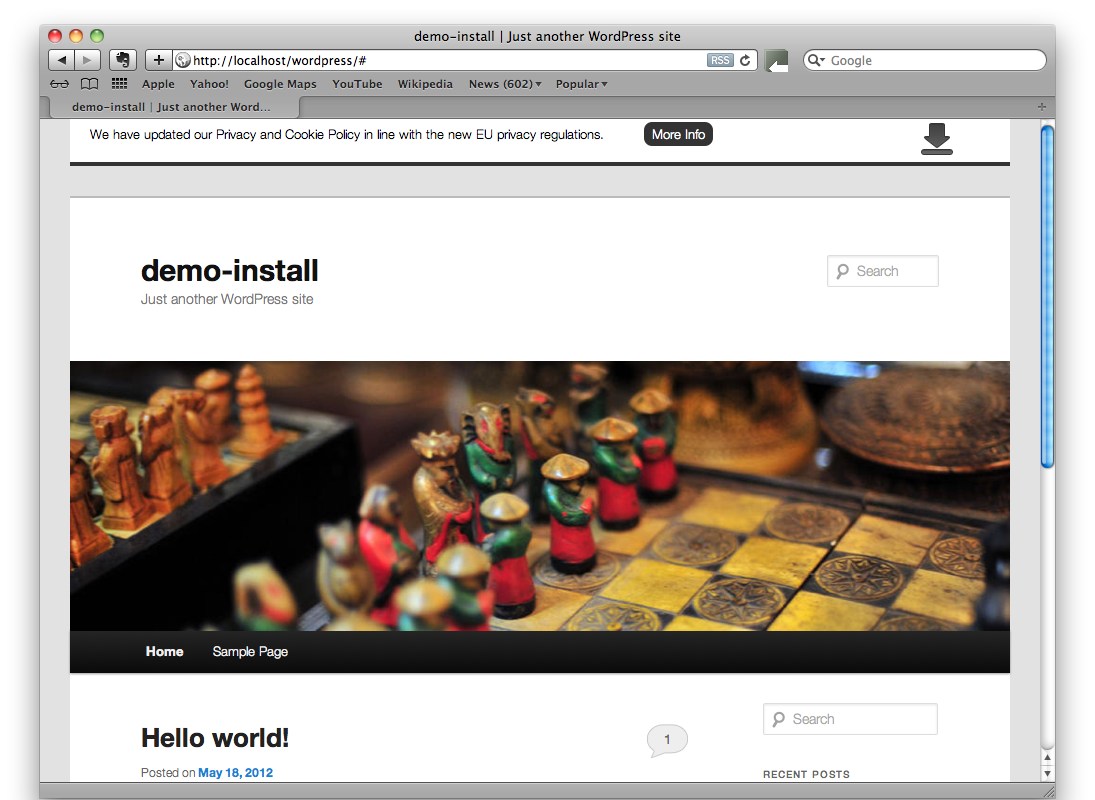 demo-install | Just another WordPress site
http://localhost/wordpress/#
RSS
Google
Apple Yahoo! Google Maps YouTube Wikipedia News (602) Popular
demo-install | Just another Word...
We have updated our Privacy and Cookie Policy in line with the new EU privacy regulations. More Info
demo-install
Search
Just another WordPress site
Home Sample Page
Search
Hello world!
1
Posted on May 18, 2012
RECENT POSTS